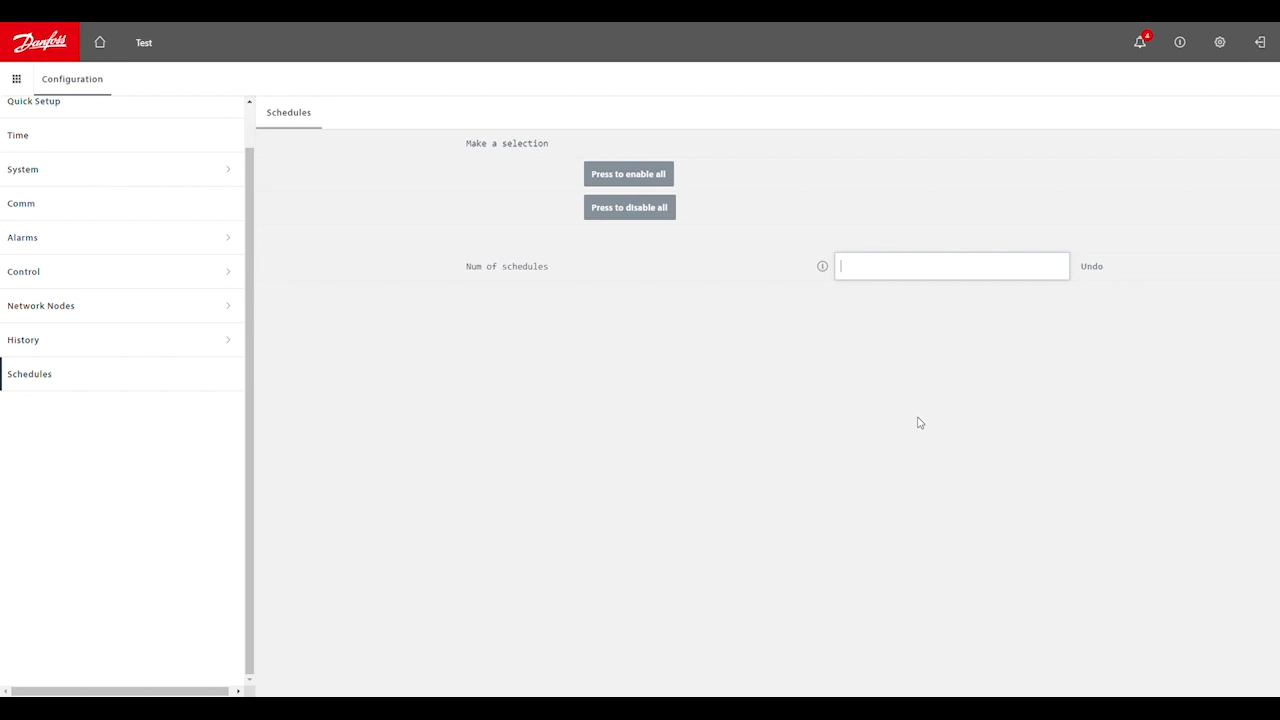 Danfoss
Test
4
Configuration
Quick Setup
Time
System
Comm
Alarms
Control
Network Nodes
History
Schedules
Schedules
Make a selection
Press to enable all
Press to disable all
Num of schedules
Undo